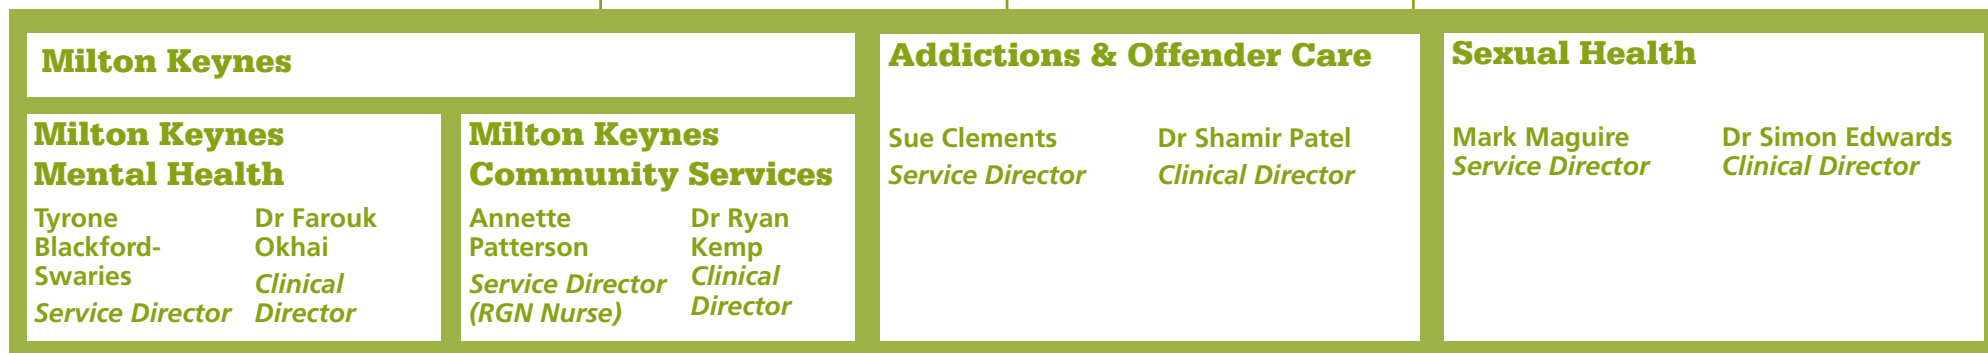 Milton Keynes
Milton Keynes
Mental Health
Tyrone
Blackford-
Swaries
Service Director
Dr Farouk
Okhai
Clinical
Director
Milton Keynes
Community Services
Annette
Patterson
Service Director
(RGN Nurse)
Dr Ryan
Kemp
Clinical
Director
Addictions & Offender Care
Sue Clements
Service Director
Dr Shamir Patel
Clinical Director
Sexual Health
Mark Maguire
Service Director
Dr Simon Edwards
Clinical Director